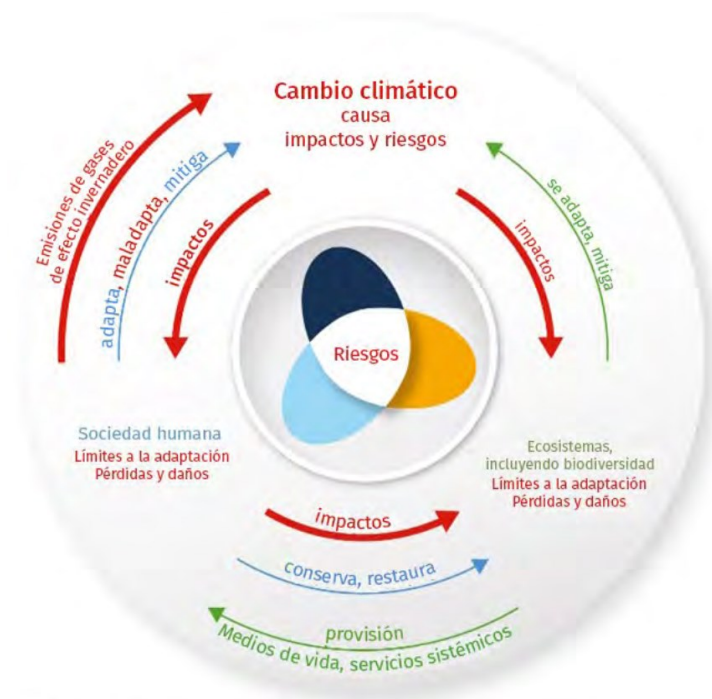 Cambio climático
causa
impactos y riesgos
Emisiones de gases
de efecto invernadero
adapta, maladapta, mitiga
impactos
impactos
se adapta, mitiga
Riesgos
Sociedad humana
Límites a la adaptación
Pérdidas y daños
Ecosistemas,
incluyendo biodiversidad
Límites a la adaptación
Pérdidas y daños
impactos
conserva, restaura
provisión
Medios de vida, servicios sistémicos